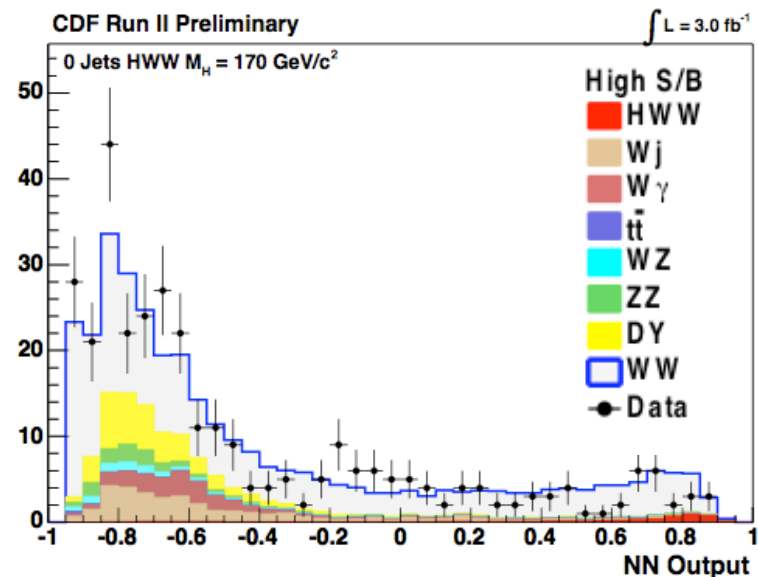 CDF Run II Preliminary
∫ L = 3.0 fb⁻¹
0 Jets HWW M_H = 170 GeV/c²
High S/B
HWW
Wj
Wγ
tt̄
WZ
ZZ
DY
WW
Data
50
40
30
20
10
0
-1 -0.8 -0.6 -0.4 -0.2 0 0.2 0.4 0.6 0.8 1
NN Output